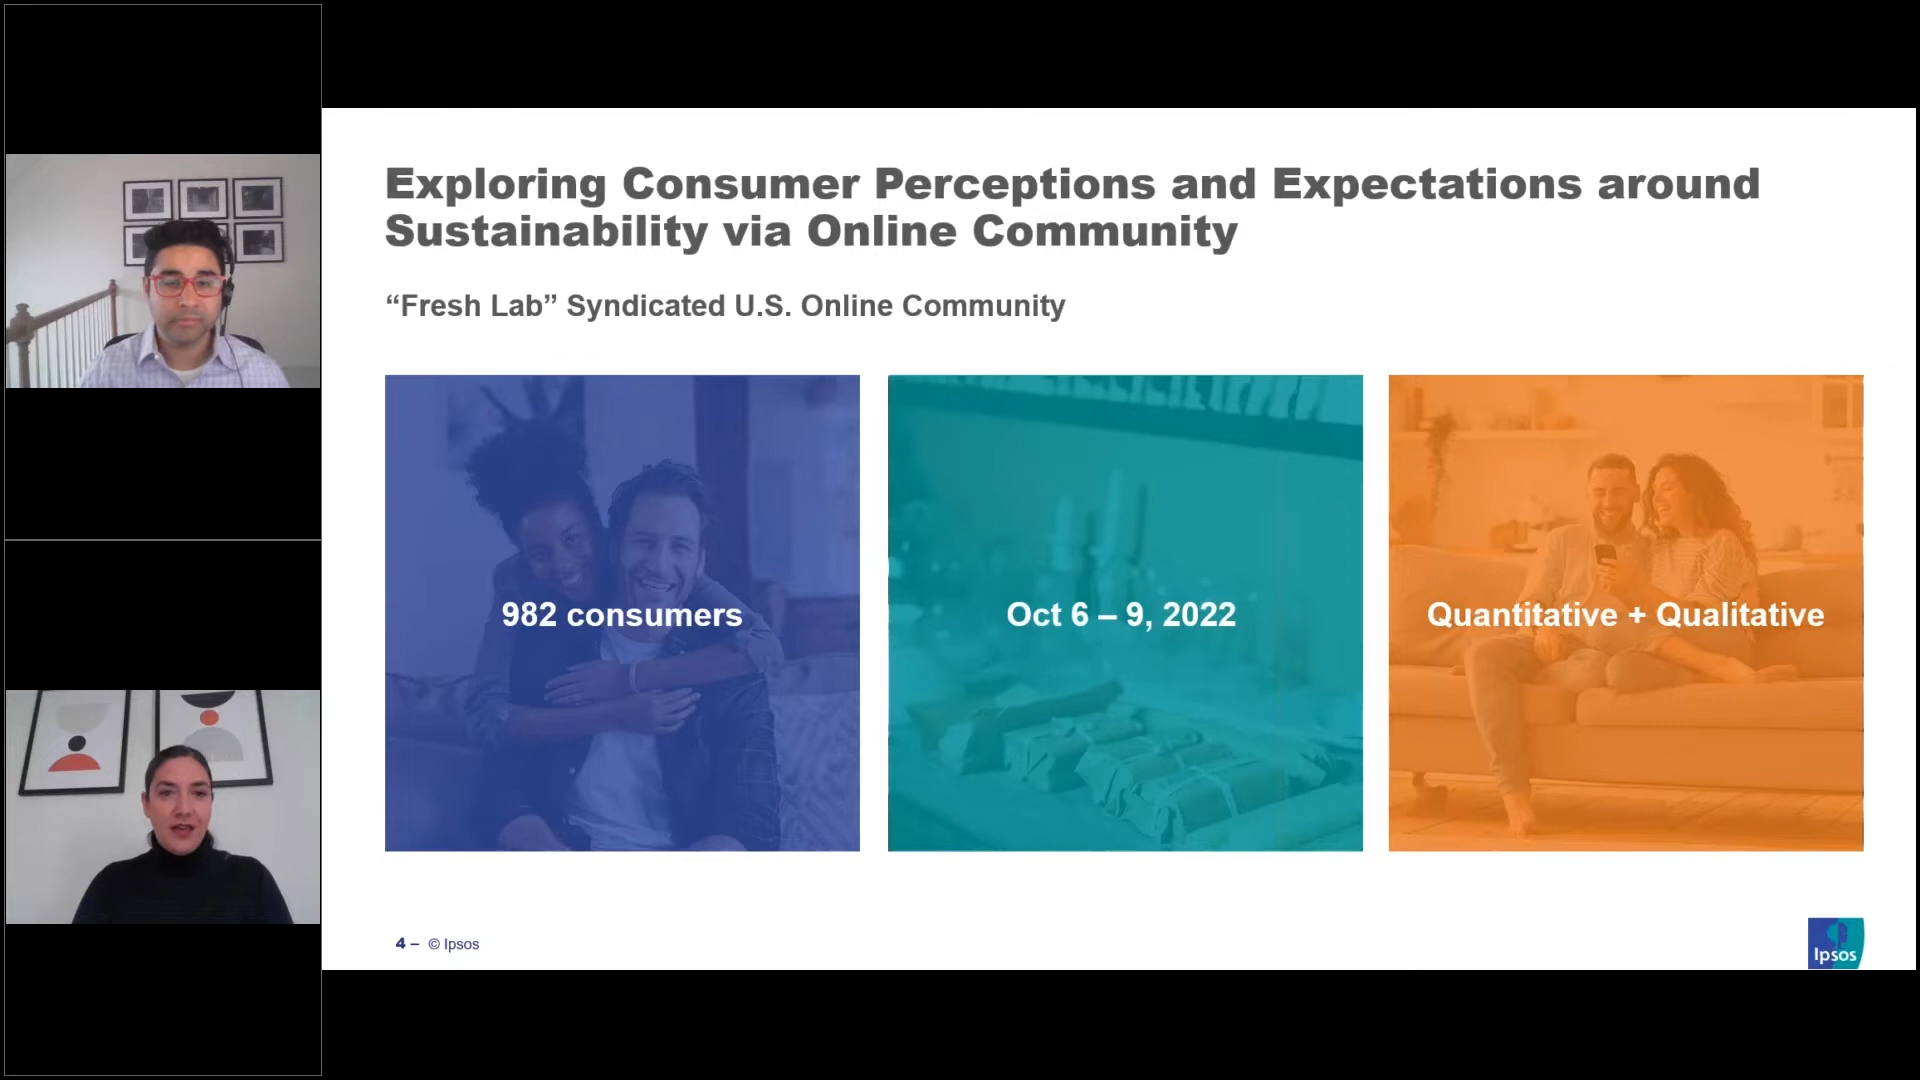 Exploring Consumer Perceptions and Expectations around
Sustainability via Online Community
“Fresh Lab” Syndicated U.S. Online Community
982 consumers
Oct 6 – 9, 2022
Quantitative + Qualitative
4 – © Ipsos
Ipsos